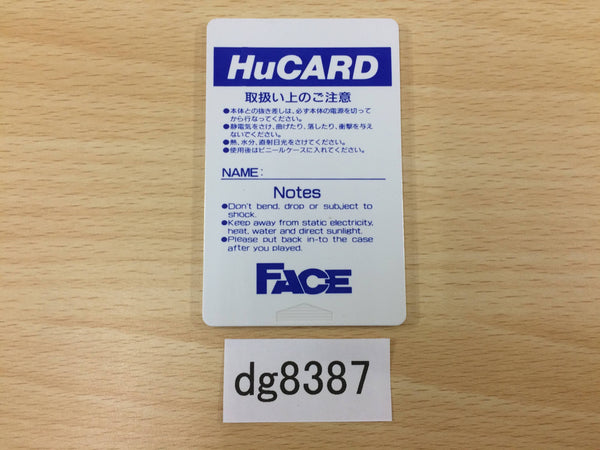 HuCARD
取扱い上のご注意
●本体との抜き差しは、必ず本体の電源を切って
から行なってください。
●静電気をさけ、曲げたり、落したり、衝撃を与え
ないでください。
●熱、水分、直射日光をさけてください。
●使用後はビニールケースに入れてください。
NAME:
Notes
●Don't bend, drop or subject to
shock.
●Keep away from static electricity,
heat, water and direct sunlight.
●Please put back in-to the case
after you played.
FACE
dg8387